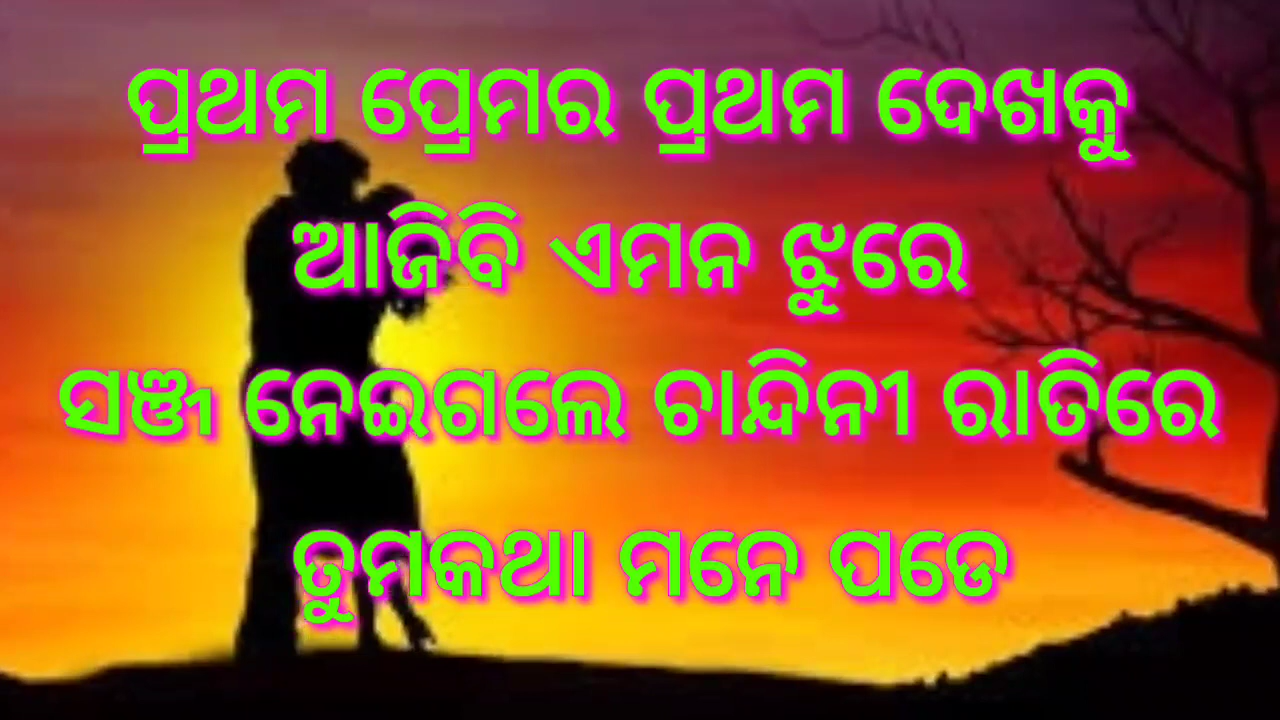 ପ୍ରଥମ ପ୍ରେମର ପ୍ରଥମ ଦେଖକୁ
ଆଜିବି ଏମନ ଝୁରେ
ସଞ୍ଜ ନେଇଗଲେ ଚାନ୍ଦିନୀ ରାତିରେ
ତୁମକଥା ମନେ ପଡେ